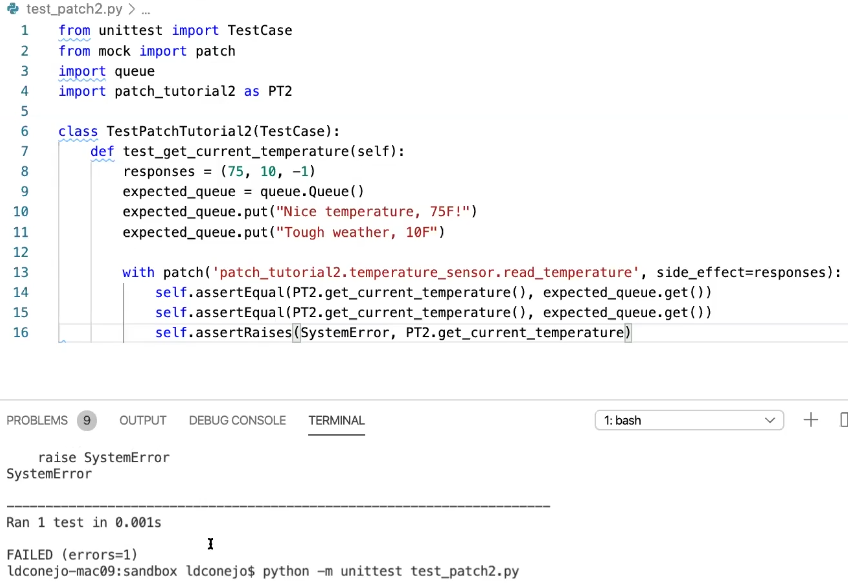 test_patch2.py > ...
1 from unittest import TestCase
2 from mock import patch
3 import queue
4 import patch_tutorial2 as PT2
5
6 class TestPatchTutorial2(TestCase):
7 def test_get_current_temperature(self):
8 responses = (75, 10, -1)
9 expected_queue = queue.Queue()
10 expected_queue.put("Nice temperature, 75F!")
11 expected_queue.put("Tough weather, 10F")
12
13 with patch('patch_tutorial2.temperature_sensor.read_temperature', side_effect=responses):
14 self.assertEqual(PT2.get_current_temperature(), expected_queue.get())
15 self.assertEqual(PT2.get_current_temperature(), expected_queue.get())
16 self.assertRaises(SystemError, PT2.get_current_temperature)
PROBLEMS 9 OUTPUT DEBUG CONSOLE TERMINAL 1: bash
raise SystemError
SystemError
----------------------------------------------------------------------
Ran 1 test in 0.001s
FAILED (errors=1)
ldconejo-mac09:sandbox ldconejo$ python -m unittest test_patch2.py